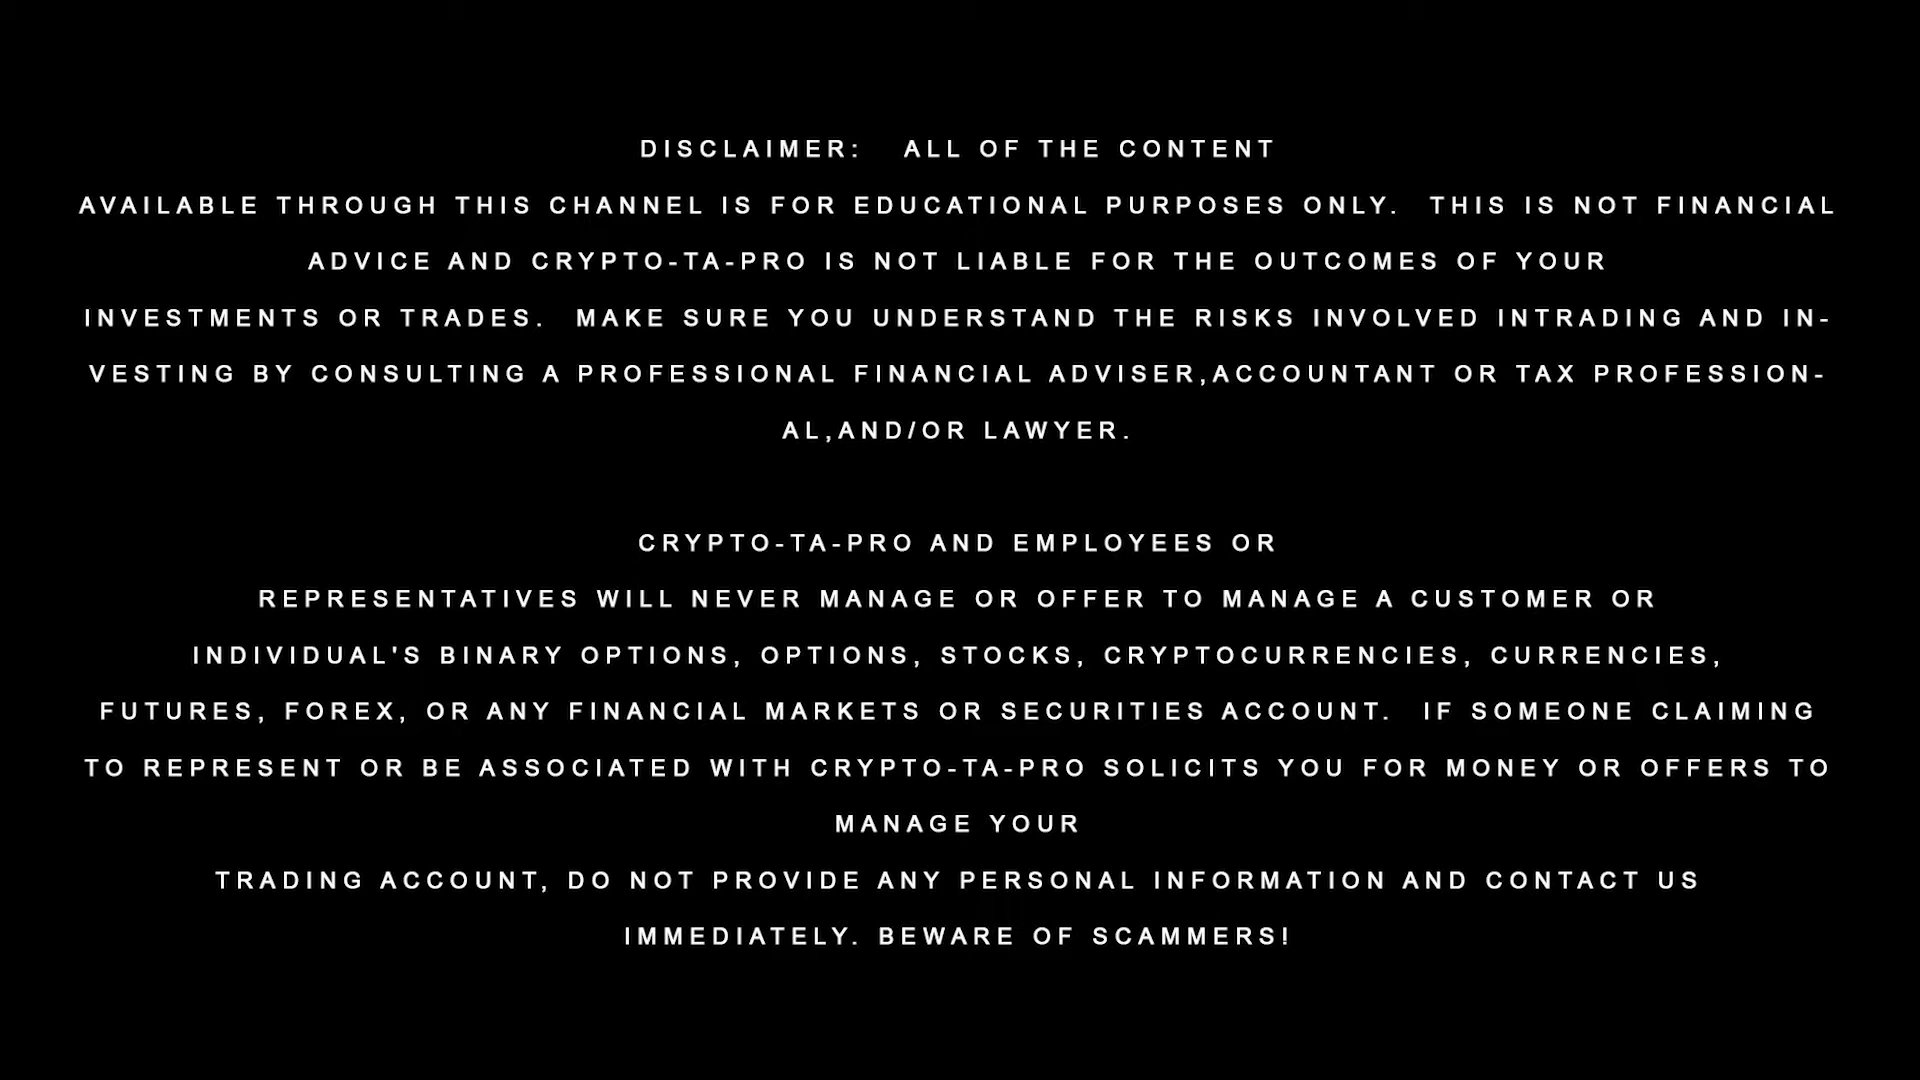 DISCLAIMER:   ALL OF THE CONTENT
AVAILABLE THROUGH THIS CHANNEL IS FOR EDUCATIONAL PURPOSES ONLY.  THIS IS NOT FINANCIAL
ADVICE AND CRYPTO-TA-PRO IS NOT LIABLE FOR THE OUTCOMES OF YOUR
INVESTMENTS OR TRADES.  MAKE SURE YOU UNDERSTAND THE RISKS INVOLVED INTRADING AND IN-
VESTING BY CONSULTING A PROFESSIONAL FINANCIAL ADVISER,ACCOUNTANT OR TAX PROFESSION-
AL,AND/OR LAWYER.
CRYPTO-TA-PRO AND EMPLOYEES OR
REPRESENTATIVES WILL NEVER MANAGE OR OFFER TO MANAGE A CUSTOMER OR
INDIVIDUAL'S BINARY OPTIONS, OPTIONS, STOCKS, CRYPTOCURRENCIES, CURRENCIES,
FUTURES, FOREX, OR ANY FINANCIAL MARKETS OR SECURITIES ACCOUNT.  IF SOMEONE CLAIMING
TO REPRESENT OR BE ASSOCIATED WITH CRYPTO-TA-PRO SOLICITS YOU FOR MONEY OR OFFERS TO
MANAGE YOUR
TRADING ACCOUNT, DO NOT PROVIDE ANY PERSONAL INFORMATION AND CONTACT US
IMMEDIATELY. BEWARE OF SCAMMERS!